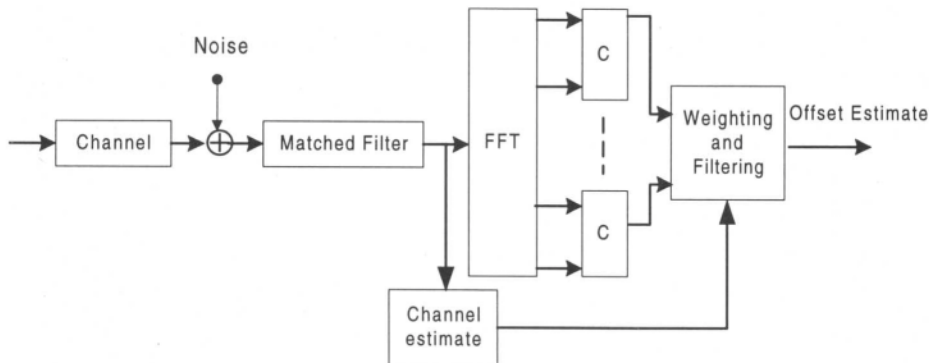 Noise
Channel
Matched Filter
FFT
C
C
Weighting
and
Filtering
Offset Estimate
Channel
estimate